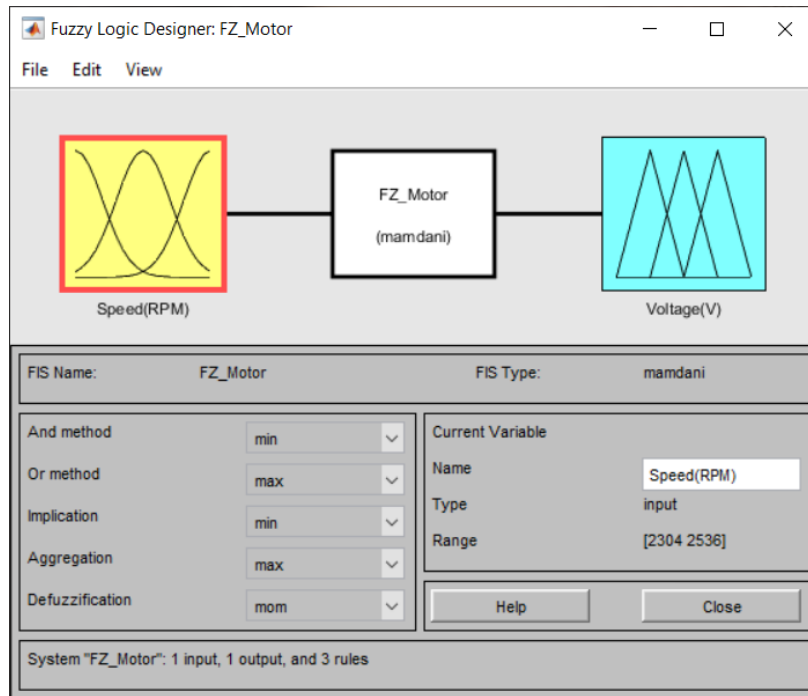 Fuzzy Logic Designer: FZ_Motor
File Edit View
FZ_Motor
(mamdani)
Speed(RPM)
Voltage(V)
FIS Name: FZ_Motor FIS Type: mamdani
And method min
Or method max
Implication min
Aggregation max
Defuzzification mom
Current Variable
Name Speed(RPM)
Type input
Range [2304 2536]
Help Close
System "FZ_Motor": 1 input, 1 output, and 3 rules